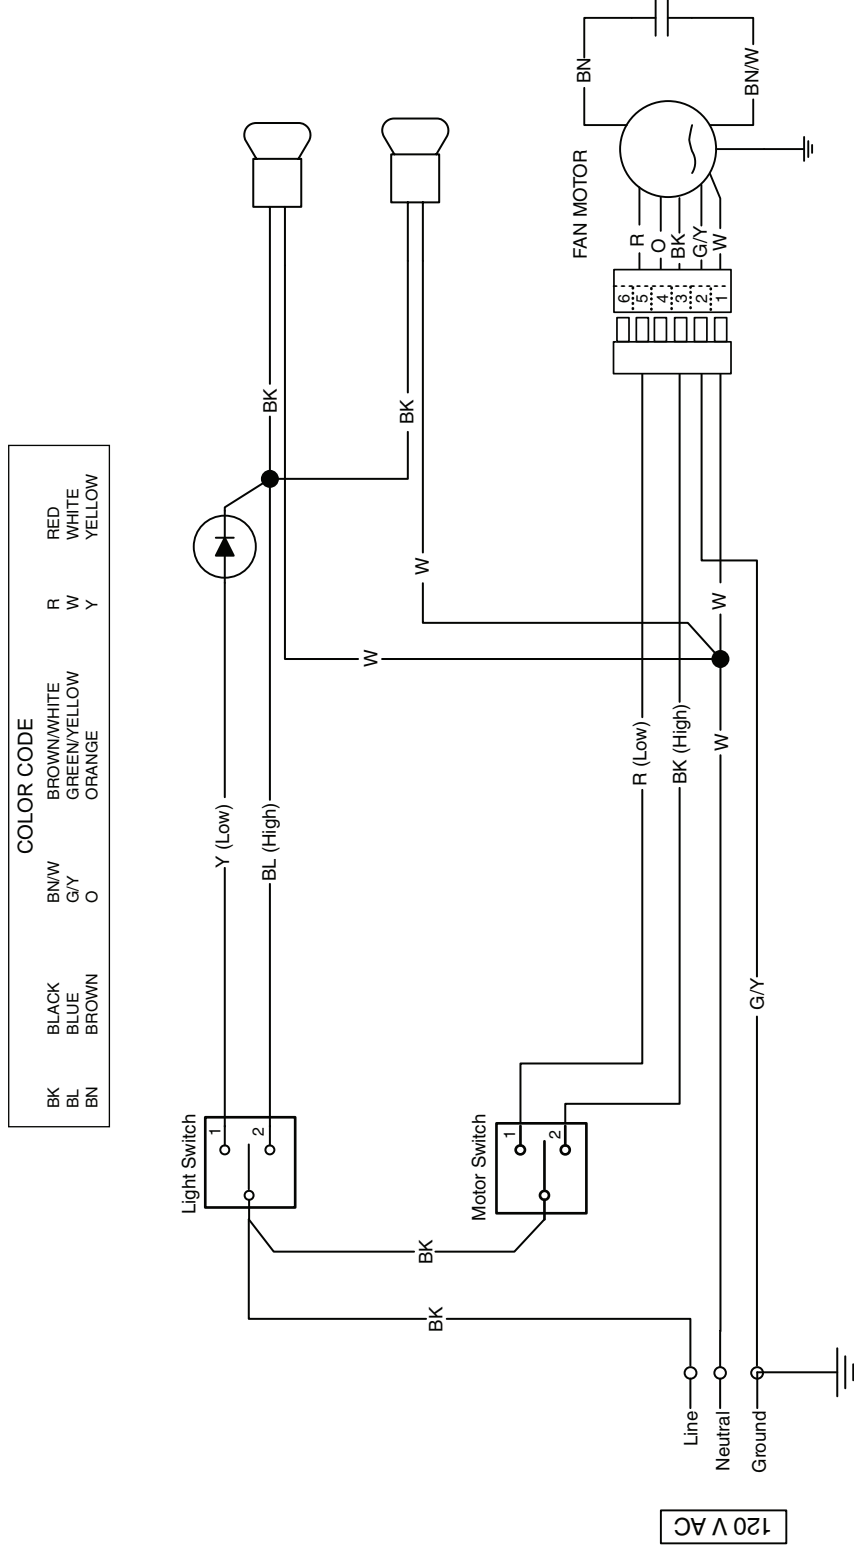 COLOR CODE
BK BLACK BN/W BROWN/WHITE R RED
BL BLUE G/Y GREEN/YELLOW W WHITE
BN BROWN O ORANGE Y YELLOW
Light Switch
1
2
Y (Low)
BL (High)
BK
BK
W
W
BK
BK
Motor Switch
1
2
R (Low)
BK (High)
W
W
G/Y
FAN MOTOR
6
5
4
3
2
1
R
O
BK
G/Y
W
BN
BN/W
Line
Neutral
Ground
120 V AC